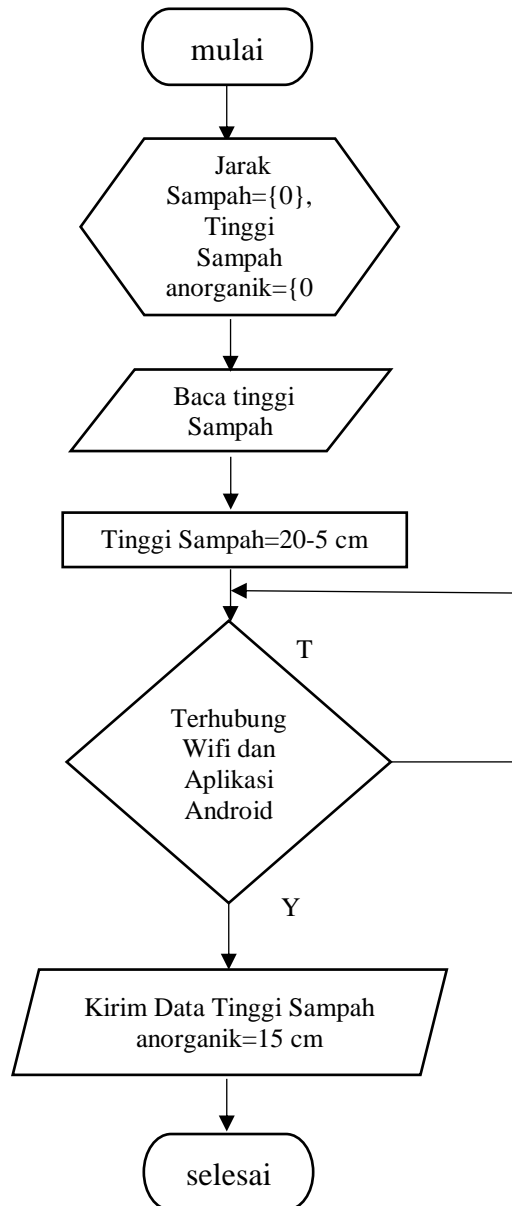 mulai
Jarak
Sampah={0},
Tinggi
Sampah
anorganik={0
Baca tinggi
Sampah
Tinggi Sampah=20-5 cm
T
Terhubung
Wifi dan
Aplikasi
Android
Y
Kirim Data Tinggi Sampah
anorganik=15 cm
selesai